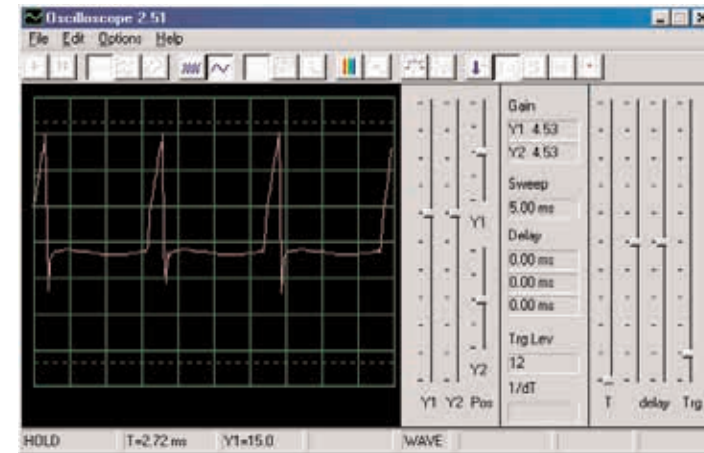 Oscilloscope 2.51
File Edit Options Help
Gain
Y1 4.53
Y2 4.53
Sweep
5.00 ms
Y1
Delay
0.00 ms
0.00 ms
0.00 ms
Trg Lev
12
Y2
1/dT
Y1 Y2 Pos
T delay Trg
HOLD T=2.72 ms Y1=15.0 WAVE